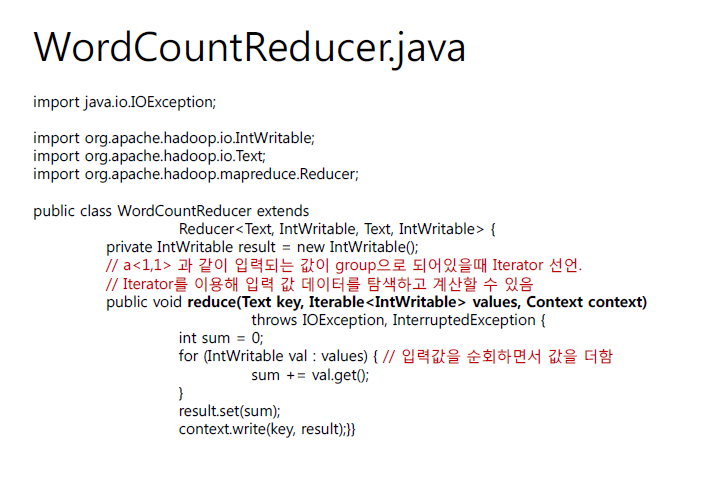 WordCountReducer.java
import java.io.IOException;
import org.apache.hadoop.io.IntWritable;
import org.apache.hadoop.io.Text;
import org.apache.hadoop.mapreduce.Reducer;
public class WordCountReducer extends
Reducer<Text, IntWritable, Text, IntWritable> {
private IntWritable result = new IntWritable();
// a<1,1> 과 같이 입력되는 값이 group으로 되어있을때 Iterator 선언.
// Iterator를 이용해 입력 값 데이터를 탐색하고 계산할 수 있음
public void reduce(Text key, Iterable<IntWritable> values, Context context)
throws IOException, InterruptedException {
int sum = 0;
for (IntWritable val : values) { // 입력값을 순회하면서 값을 더함
sum += val.get();
}
result.set(sum);
context.write(key, result);}}